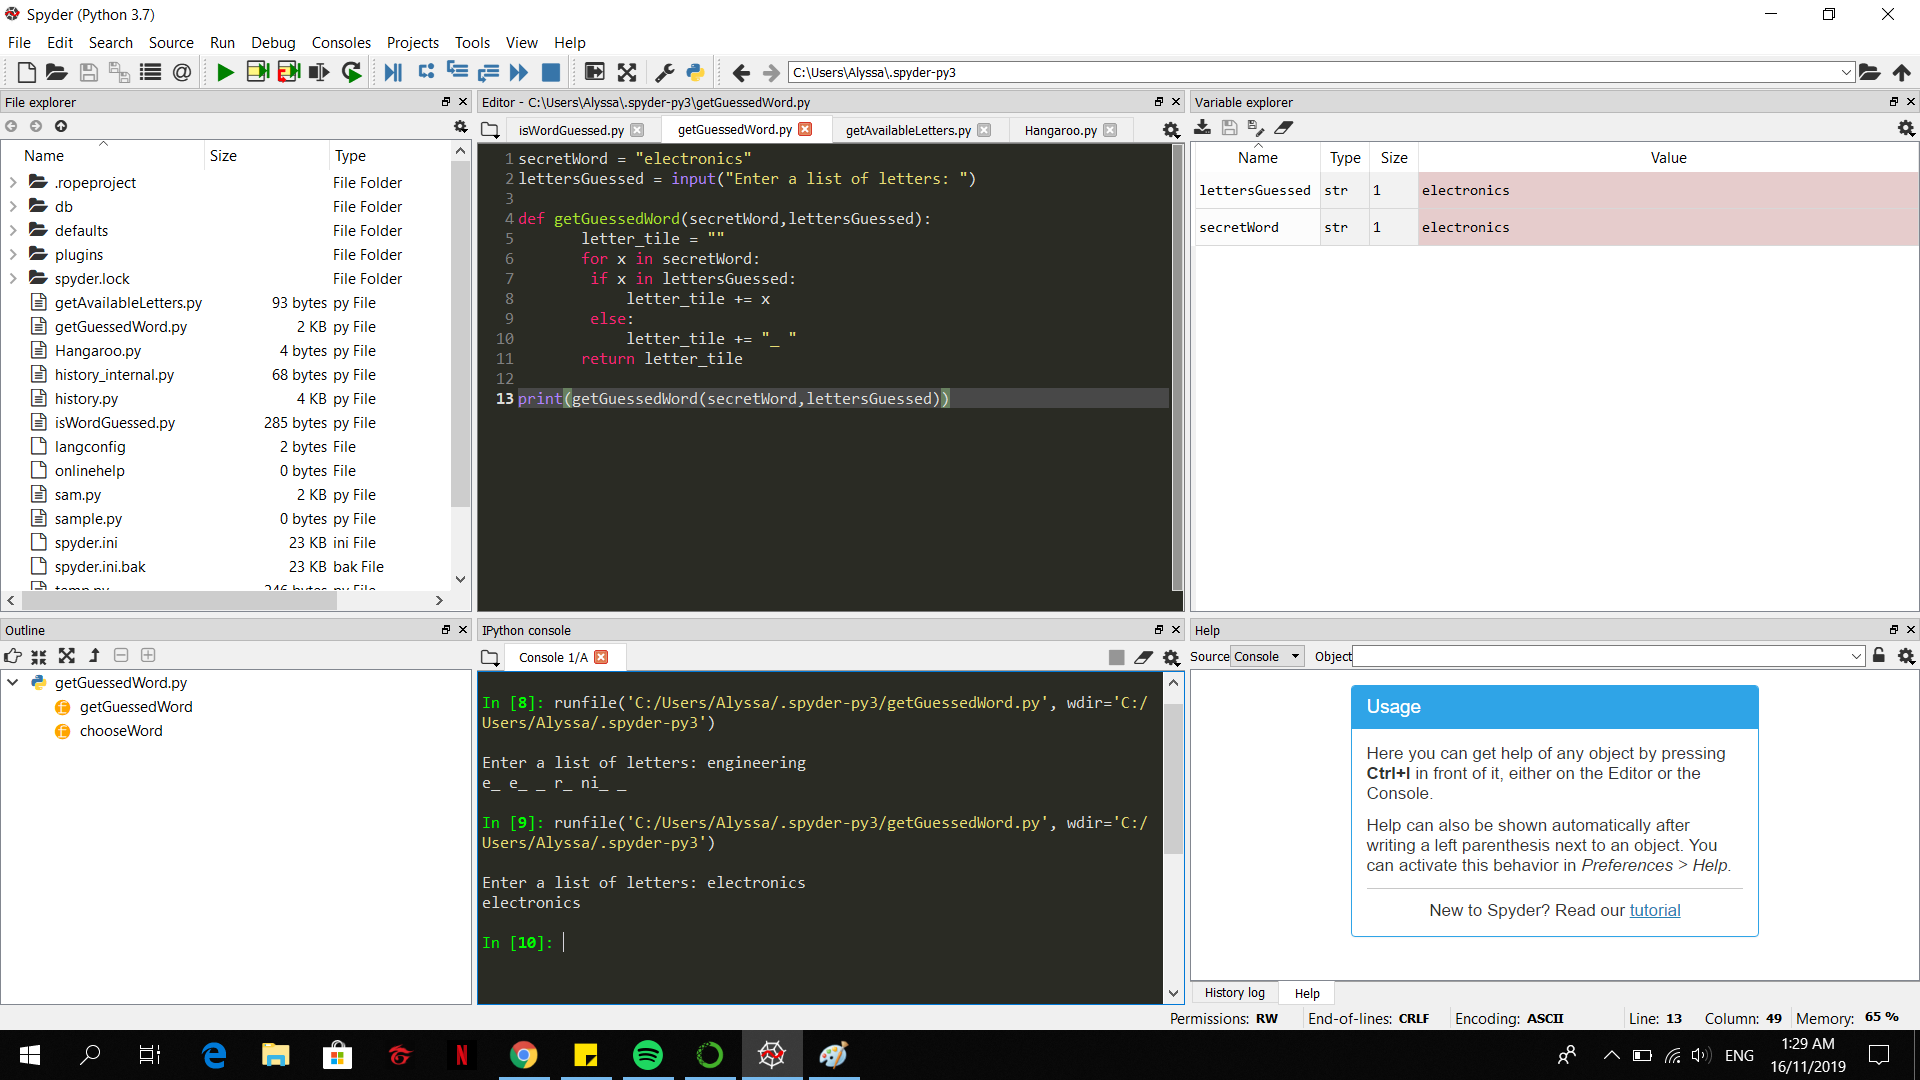 Spyder (Python 3.7)
File Edit Search Source Run Debug Consoles Projects Tools View Help
C:\Users\Alyssa\.spyder-py3
File explorer
Name Size Type
.ropeproject File Folder
db File Folder
defaults File Folder
plugins File Folder
spyder.lock File Folder
getAvailableLetters.py 93 bytes py File
getGuessedWord.py 2 KB py File
Hangaroo.py 4 bytes py File
history_internal.py 68 bytes py File
history.py 4 KB py File
isWordGuessed.py 285 bytes py File
langconfig 2 bytes File
onlinehelp 0 bytes File
sam.py 2 KB py File
sample.py 0 bytes py File
spyder.ini 23 KB ini File
spyder.ini.bak 23 KB bak File
temp.py 246 bytes py File
Outline
getGuessedWord.py
getGuessedWord
chooseWord
Editor - C:\Users\Alyssa\.spyder-py3\getGuessedWord.py
isWordGuessed.py getGuessedWord.py getAvailableLetters.py Hangaroo.py
1 secretWord = "electronics"
2 lettersGuessed = input("Enter a list of letters: ")
3
4 def getGuessedWord(secretWord,lettersGuessed):
5 letter_tile = ""
6 for x in secretWord:
7 if x in lettersGuessed:
8 letter_tile += x
9 else:
10 letter_tile += "_ "
11 return letter_tile
12
13 print(getGuessedWord(secretWord,lettersGuessed))
IPython console
Console 1/A
In [8]: runfile('C:/Users/Alyssa/.spyder-py3/getGuessedWord.py', wdir='C:/
Users/Alyssa/.spyder-py3')
Enter a list of letters: engineering
e_ e_ _ r_ ni_ _
In [9]: runfile('C:/Users/Alyssa/.spyder-py3/getGuessedWord.py', wdir='C:/
Users/Alyssa/.spyder-py3')
Enter a list of letters: electronics
electronics
In [10]:
Variable explorer
Name Type Size Value
lettersGuessed str 1 electronics
secretWord str 1 electronics
Help
Source Console Object
Usage
Here you can get help of any object by pressing
Ctrl+I in front of it, either on the Editor or the
Console.
Help can also be shown automatically after
writing a left parenthesis next to an object. You
can activate this behavior in Preferences > Help.
New to Spyder? Read our tutorial
History log Help
Permissions: RW End-of-lines: CRLF Encoding: ASCII Line: 13 Column: 49 Memory: 65 %
ENG
1:29 AM
16/11/2019